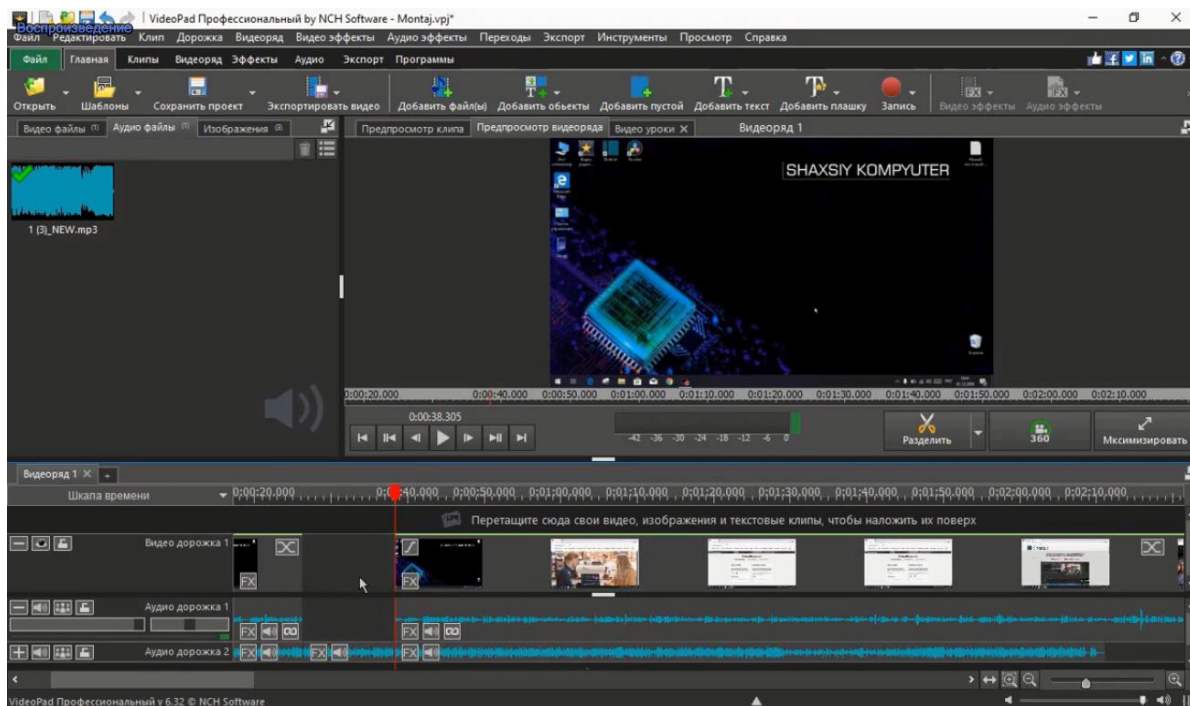 VideoPad Профессиональный by NCH Software - Montaj.vpj*
Воспроизведение
Файл Редактировать Клип Дорожка Видеоряд Видео эффекты Аудио эффекты Переходы Экспорт Инструменты Просмотр Справка
Файл Главная Клипы Видеоряд Эффекты Аудио Экспорт Программы
Открыть Шаблоны Сохранить проект Экспортировать видео Добавить файл(ы) Добавить объекты Добавить пустой Добавить текст Добавить плашку Запись Видео эффекты Аудио эффекты
Видео файлы Аудио файлы Изображения Предпросмотр клипа Предпросмотр видеоряда Видео уроки Видеоряд 1
SHAXSIY KOMPYUTER
1 (3)_NEW.mp3
0:00:20.000 0:00:40.000 0:00:50.000 0:01:00.000 0:01:10.000 0:01:20.000 0:01:30.000 0:01:40.000 0:01:50.000 0:02:00.000 0:02:10.000
0:00:38.305
-42 -36 -30 -24 -18 -12 -6 0
Разделить 360 Мксимизировать
Видеоряд 1
Шкала времени 0:00:20.000 0:00:40.000 0:00:50.000 0:01:00.000 0:01:10.000 0:01:20.000 0:01:30.000 0:01:40.000 0:01:50.000 0:02:00.000 0:02:10.000
Перетащите сюда свои видео, изображения и текстовые клипы, чтобы наложить их поверх
Видео дорожка 1
FX FX
Аудио дорожка 1
FX FX
Аудио дорожка 2 FX FX FX
VideoPad Профессиональный v 6.32 © NCH Software